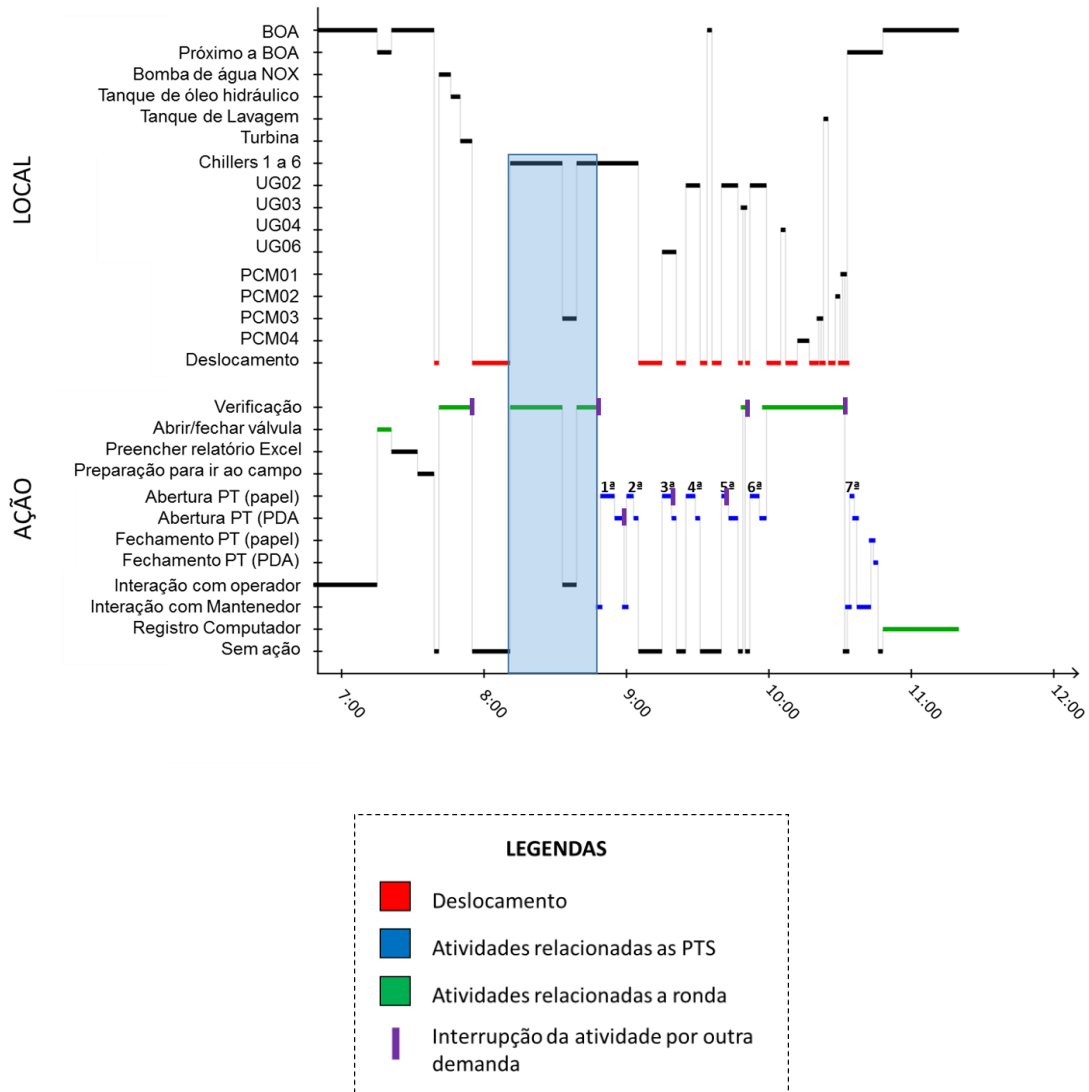 LOCAL
BOA
Próximo a BOA
Bomba de água NOX
Tanque de óleo hidráulico
Tanque de Lavagem
Turbina
Chillers 1 a 6
UG02
UG03
UG04
UG06
PCM01
PCM02
PCM03
PCM04
Deslocamento
AÇÃO
Verificação
Abrir/fechar válvula
Preencher relatório Excel
Preparação para ir ao campo
Abertura PT (papel)
Abertura PT (PDA
Fechamento PT (papel)
Fechamento PT (PDA)
Interação com operador
Interação com Mantenedor
Registro Computador
Sem ação
1ª 2ª 3ª 4ª 5ª 6ª 7ª
7:00 8:00 9:00 10:00 11:00 12:00
LEGENDAS
Deslocamento
Atividades relacionadas as PTS
Atividades relacionadas a ronda
Interrupção da atividade por outra
demanda